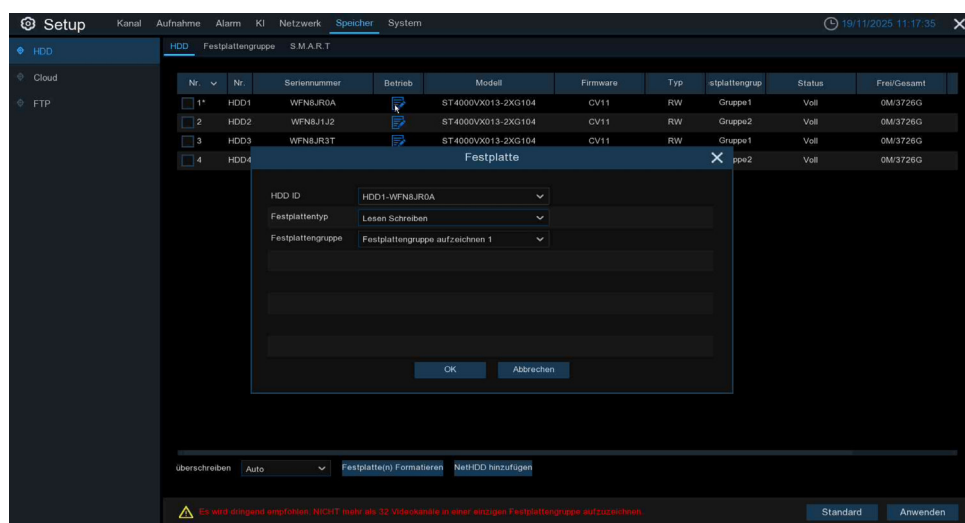 Setup Kanal Aufnahme Alarm KI Netzwerk Speicher System 19/11/2025 11:17:35
HDD
Cloud
FTP
HDD Festplattengruppe S.M.A.R.T
Nr. Nr. Seriennummer Betrieb Modell Firmware Typ stplattengrup Status Frei/Gesamt
1* HDD1 WFN8JR0A ST4000VX013-2XG104 CV11 RW Gruppe1 Voll 0M/3726G
2 HDD2 WFN8J1J2 ST4000VX013-2XG104 CV11 RW Gruppe2 Voll 0M/3726G
3 HDD3 WFN8JR3T ST4000VX013-2XG104 CV11 RW Gruppe1 Voll 0M/3726G
4 HDD4 ppe2 Voll 0M/3726G
Festplatte
HDD ID HDD1-WFN8JR0A
Festplattentyp Lesen Schreiben
Festplattengruppe Festplattengruppe aufzeichnen 1
OK Abbrechen
überschreiben Auto Festplatte(n) Formatieren NetHDD hinzufügen
Es wird dringend empfohlen, NICHT mehr als 32 Videokanäle in einer einzigen Festplattengruppe aufzuzeichnen.
Standard Anwenden